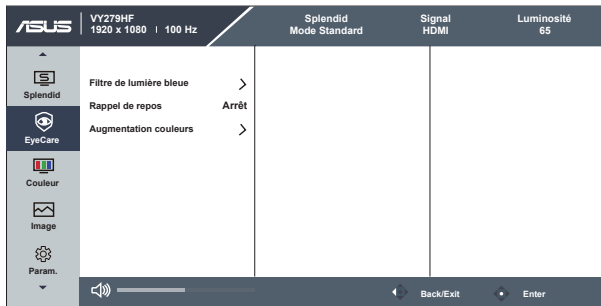 ASUS
VY279HF
1920 x 1080 | 100 Hz
Splendid
Mode Standard
Signal
HDMI
Luminosité
65
Splendid
EyeCare
Couleur
Image
Param.
Filtre de lumière bleue
Rappel de repos Arrêt
Augmentation couleurs
Back/Exit
Enter